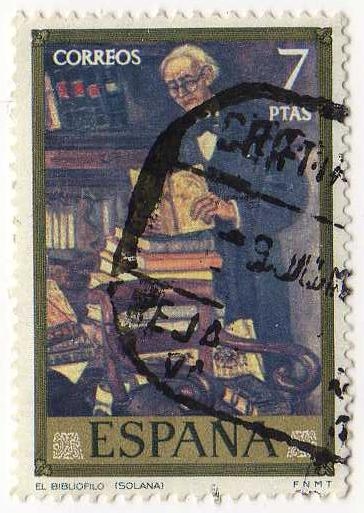 CORREOS
7
PTAS
ESPAÑA
EL BIBLIOFILO (SOLANA)
F N M T